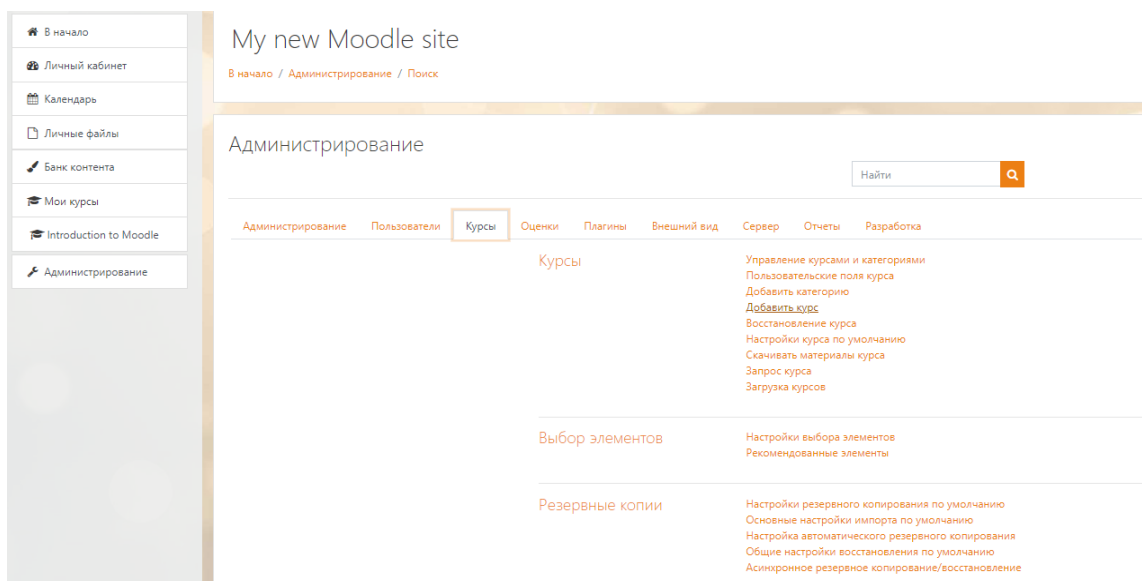 В начало
Личный кабинет
Календарь
Личные файлы
Банк контента
Мои курсы
Introduction to Moodle
Администрирование
My new Moodle site
В начало / Администрирование / Поиск
Администрирование
Найти
Администрирование Пользователи Курсы Оценки Плагины Внешний вид Сервер Отчеты Разработка
Курсы
Управление курсами и категориями
Пользовательские поля курса
Добавить категорию
Добавить курс
Восстановление курса
Настройки курса по умолчанию
Скачивать материалы курса
Запрос курса
Загрузка курсов
Выбор элементов
Настройки выбора элементов
Рекомендованные элементы
Резервные копии
Настройки резервного копирования по умолчанию
Основные настройки импорта по умолчанию
Настройка автоматического резервного копирования
Общие настройки восстановления по умолчанию
Асинхронное резервное копирование/восстановление